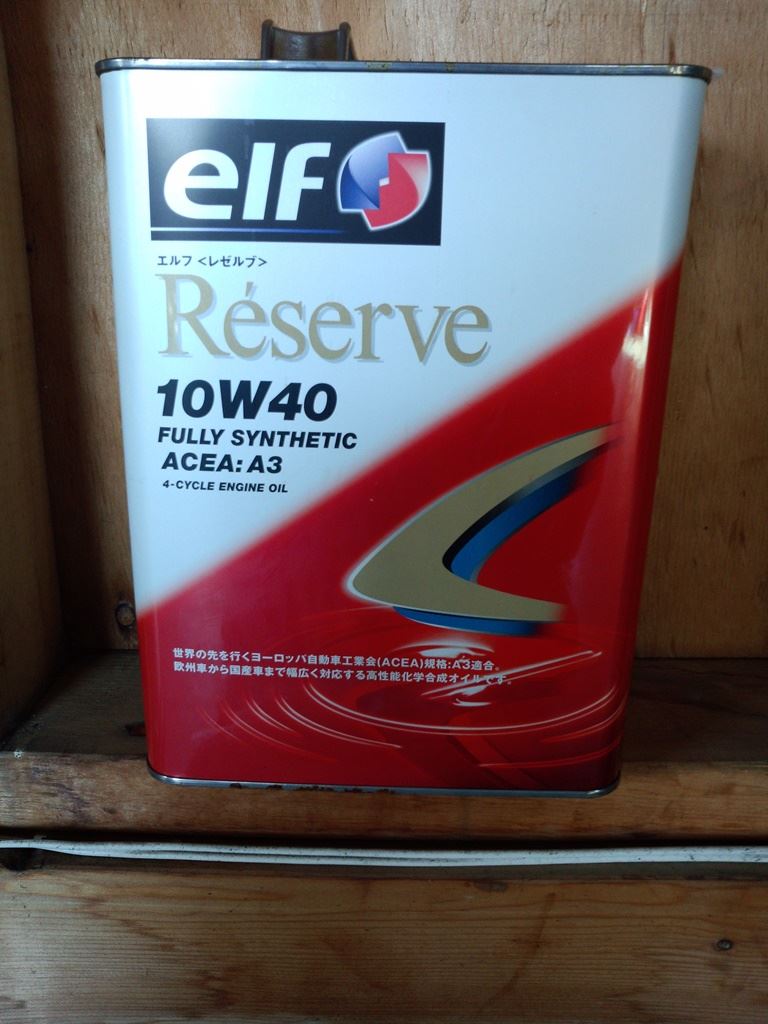 elf
エルフ <レゼルブ>
Réserve
10W40
FULLY SYNTHETIC
ACEA: A3
4-CYCLE ENGINE OIL
世界の先を行くヨーロッパ自動車工業会(ACEA)規格:A3適合。
欧州車から国産車まで幅広く対応する高性能化学合成オイルです。